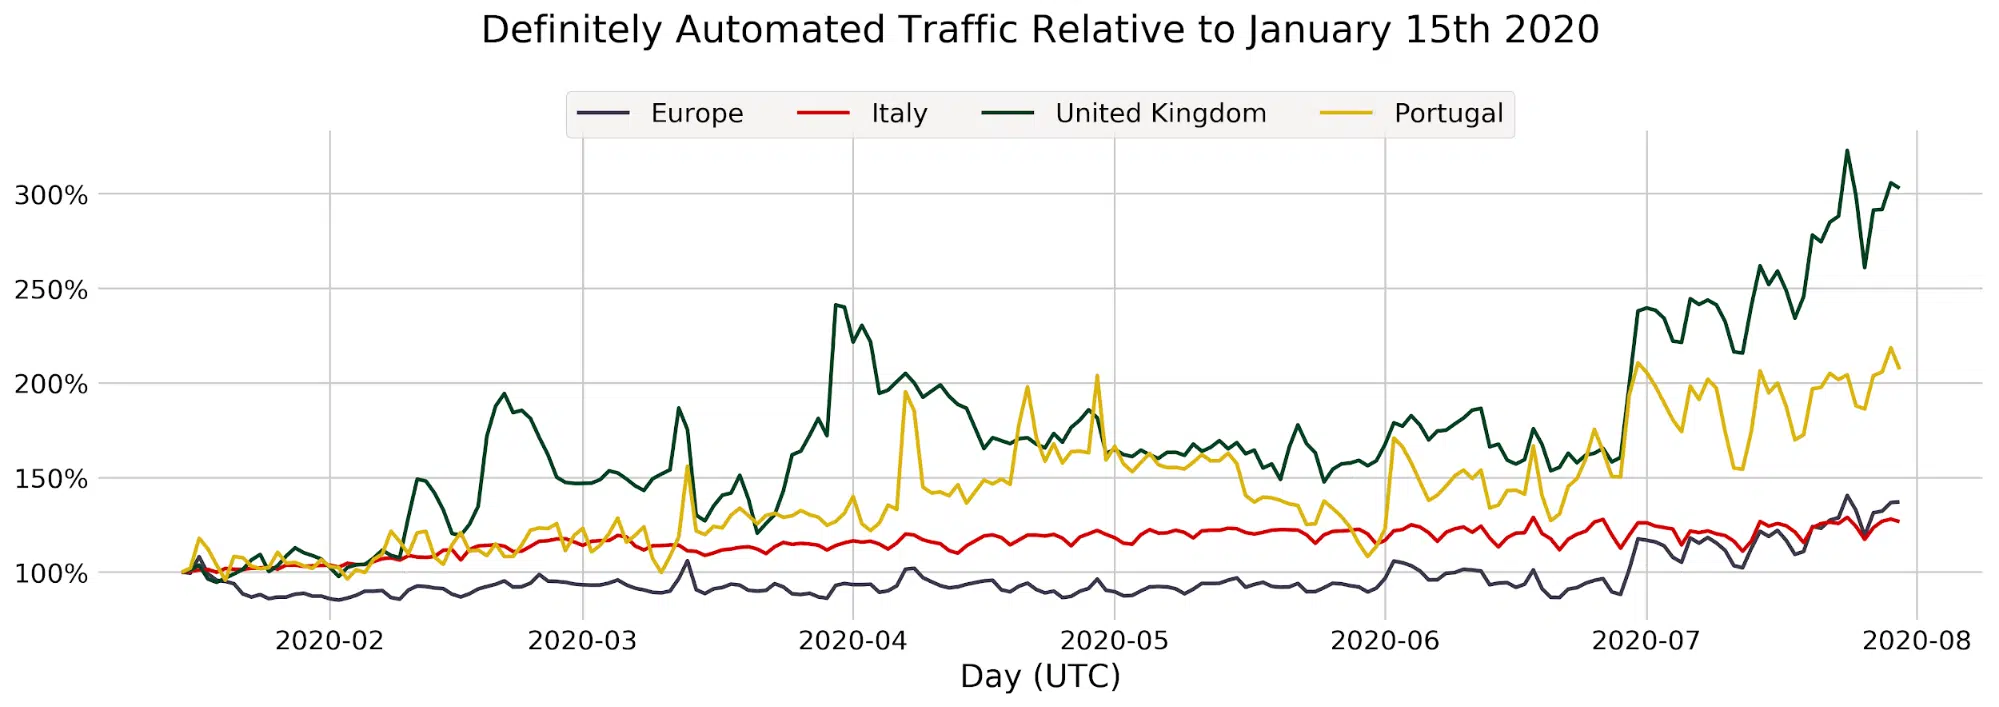 Definitely Automated Traffic Relative to January 15th 2020
Europe Italy United Kingdom Portugal
300%
250%
200%
150%
100%
2020-02 2020-03 2020-04 2020-05 2020-06 2020-07 2020-08
Day (UTC)